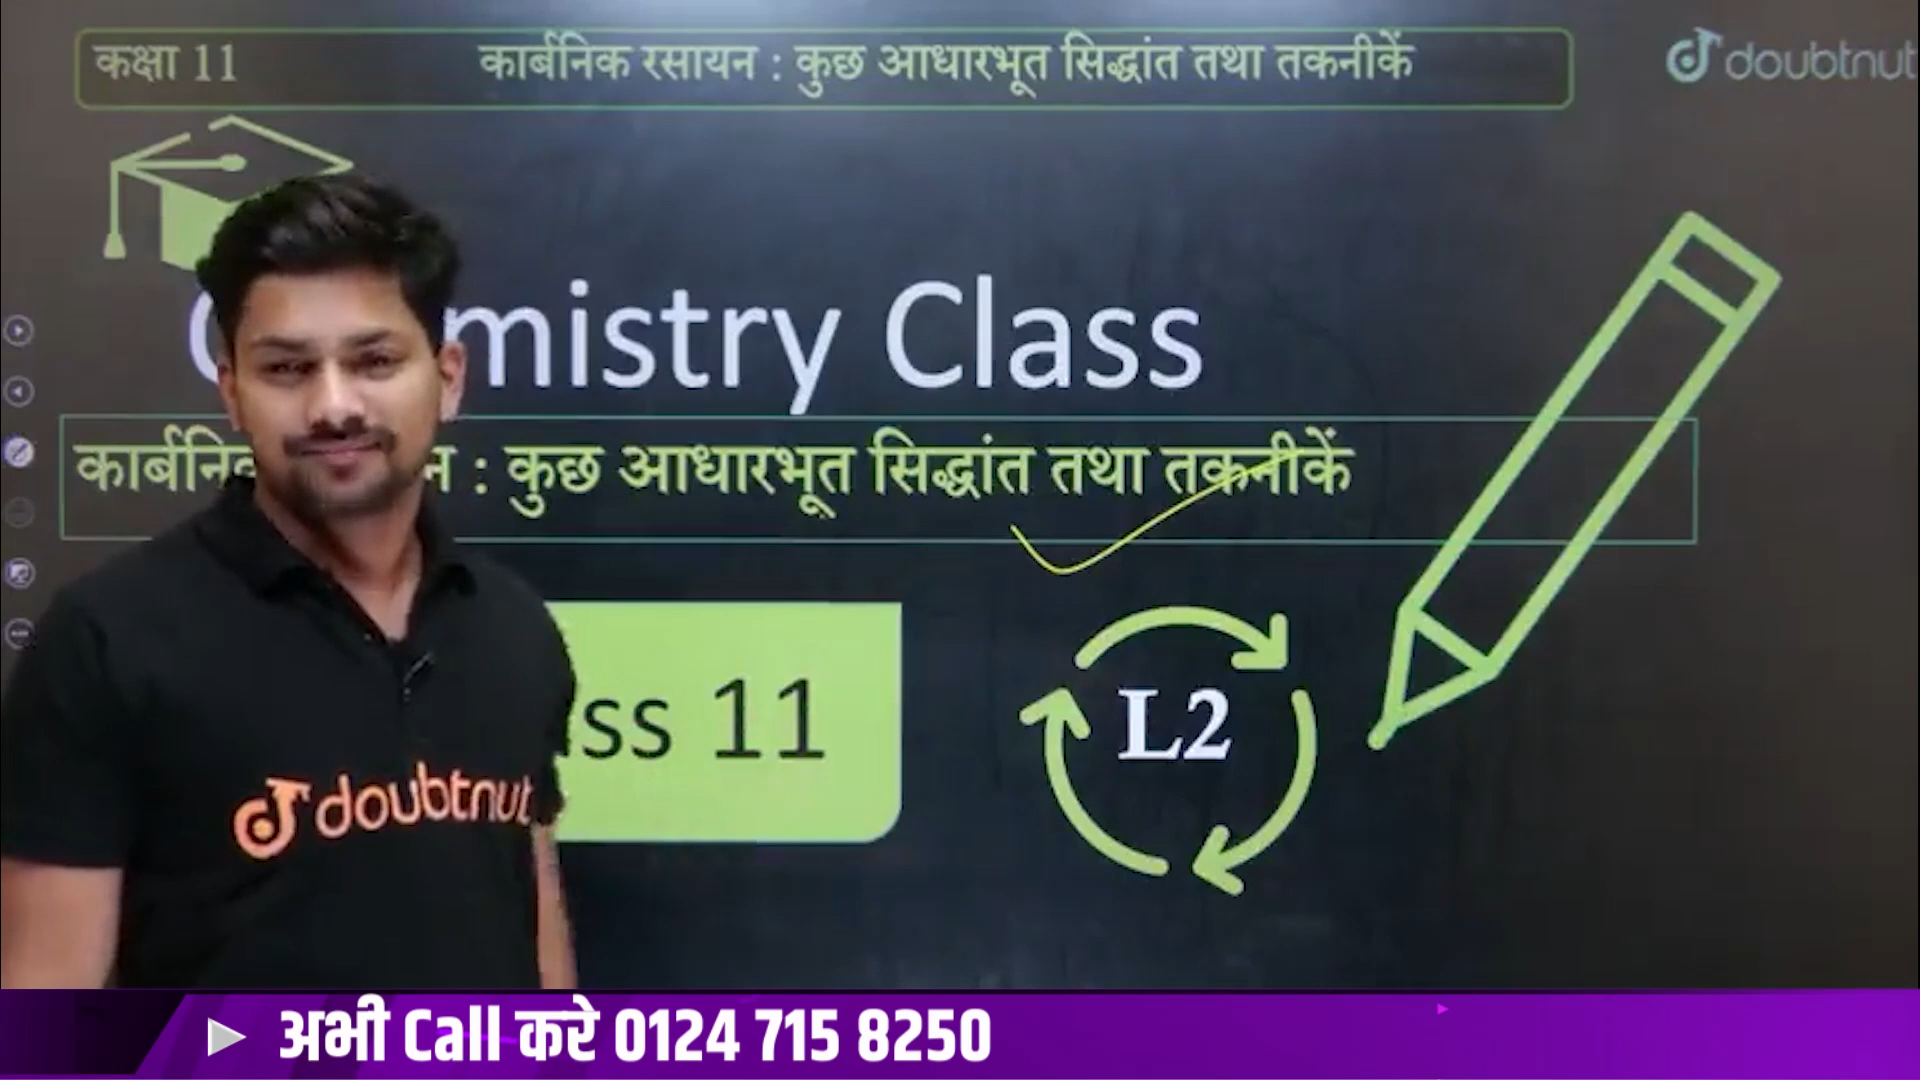 कक्षा 11 कार्बनिक रसायन : कुछ आधारभूत सिद्धांत तथा तकनीकें doubtnut
mistry Class
न : कुछ आधारभूत सिद्धांत तथा तकनीकें
ss 11
L2
doubtnut
अभी Call करे 0124 715 8250